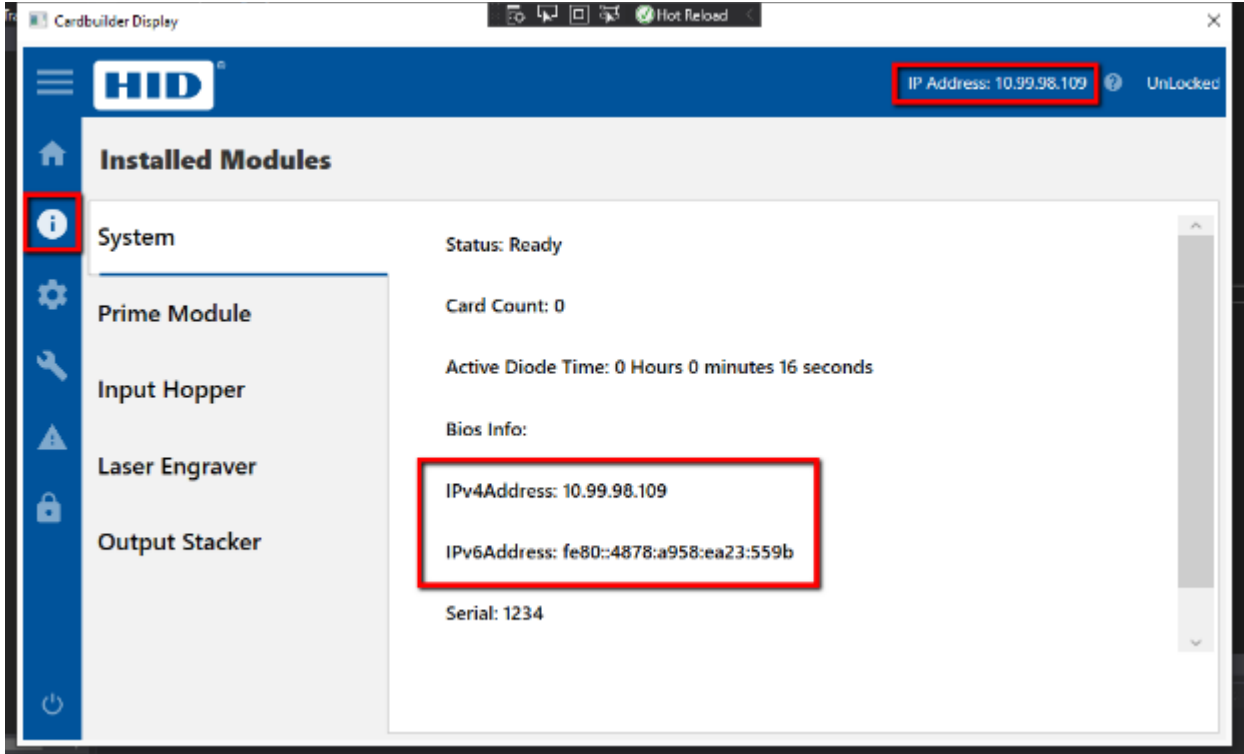 Cardbuilder Display
Hot Reload
HID
IP Address: 10.99.98.109
UnLocked
Installed Modules
System
Prime Module
Input Hopper
Laser Engraver
Output Stacker
Status: Ready
Card Count: 0
Active Diode Time: 0 Hours 0 minutes 16 seconds
Bios Info:
IPv4Address: 10.99.98.109
IPv6Address: fe80::4878:a958:ea23:559b
Serial: 1234